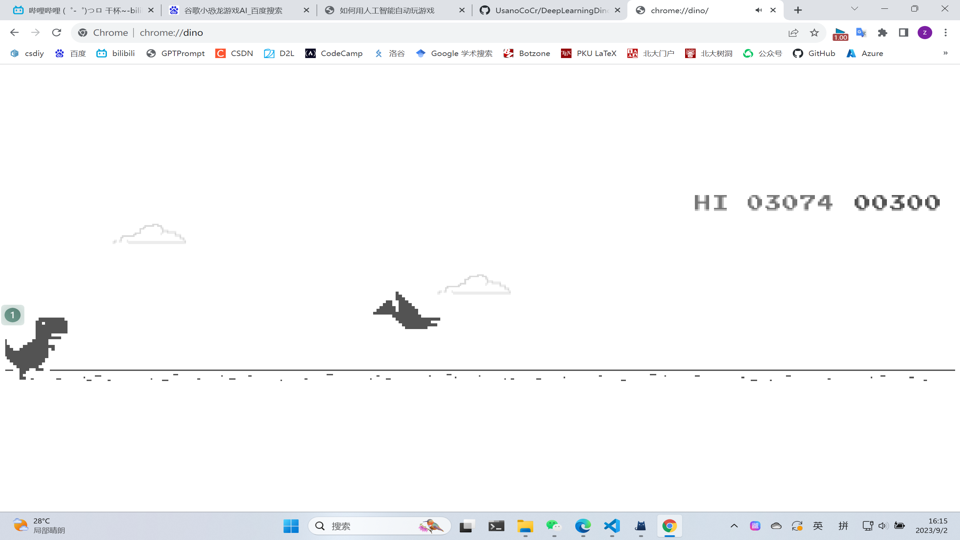 哔哩哔哩 (゜-゜)つロ 干杯~-bili
谷歌小恐龙游戏AI_百度搜索
如何用人工智能自动玩游戏
UsanoCoCr/DeepLearningDin
chrome://dino/
Chrome | chrome://dino
1.00
z
csdiy
百度
bilibili
GPTPrompt
CSDN
D2L
CodeCamp
洛谷
Google 学术搜索
Botzone
PKU LaTeX
北大门户
北大树洞
公众号
GitHub
Azure
»
HI 03074 00300
1
28°C
局部晴朗
搜索
英
拼
16:15
2023/9/2